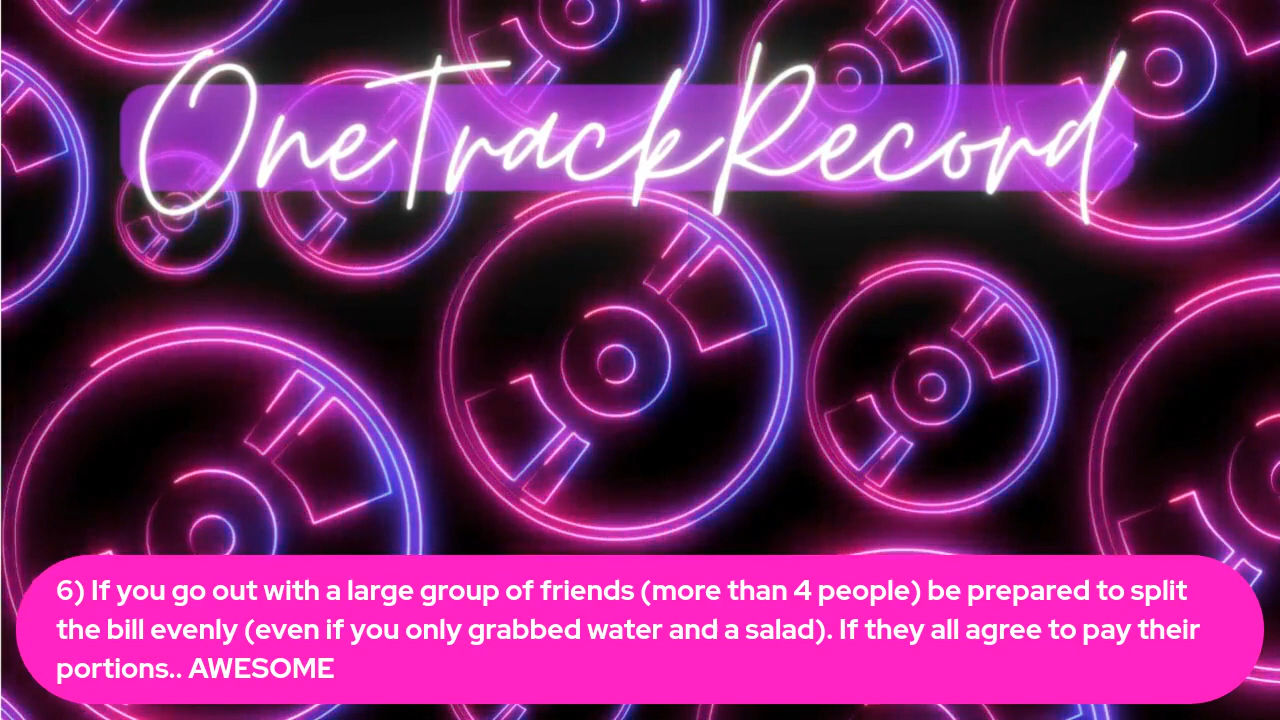 OneTrackRecord
6) If you go out with a large group of friends (more than 4 people) be prepared to split
the bill evenly (even if you only grabbed water and a salad). If they all agree to pay their
portions.. AWESOME